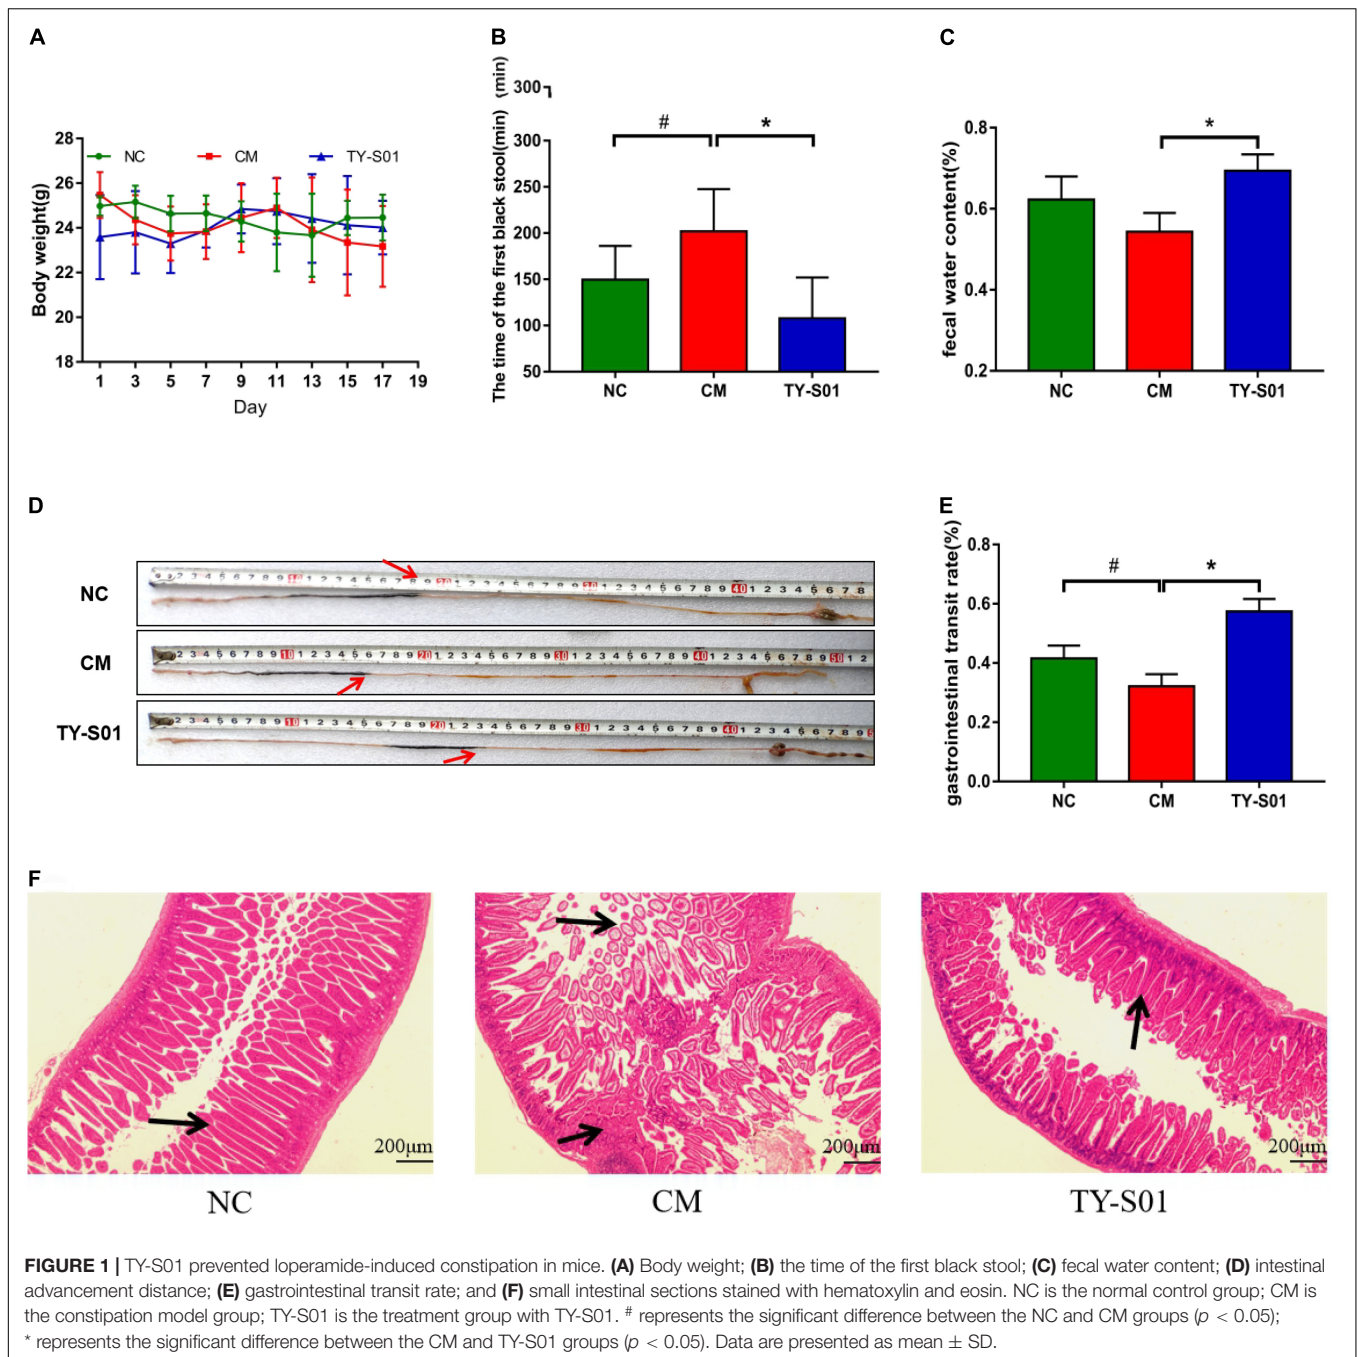 A
Body weight(g)
28
26
24
22
20
18
NC
CM
TY-S01
1 3 5 7 9 11 13 15 17 19
Day
B
The time of the first black stool(min) (min)
300
300
250
200
150
100
50
#
*
NC CM TY-S01
C
fecal water content(%)
0.8
0.6
0.4
0.2
*
NC CM TY-S01
D
NC
CM
TY-S01
E
gastrointestinal transit rate(%)
0.8
0.6
0.4
0.2
0.0
#
*
NC CM TY-S01
F
200μm
200μm
200μm
NC
CM
TY-S01
FIGURE 1 | TY-S01 prevented loperamide-induced constipation in mice. (A) Body weight; (B) the time of the first black stool; (C) fecal water content; (D) intestinal
advancement distance; (E) gastrointestinal transit rate; and (F) small intestinal sections stained with hematoxylin and eosin. NC is the normal control group; CM is
the constipation model group; TY-S01 is the treatment group with TY-S01. # represents the significant difference between the NC and CM groups (p < 0.05);
* represents the significant difference between the CM and TY-S01 groups (p < 0.05). Data are presented as mean ± SD.